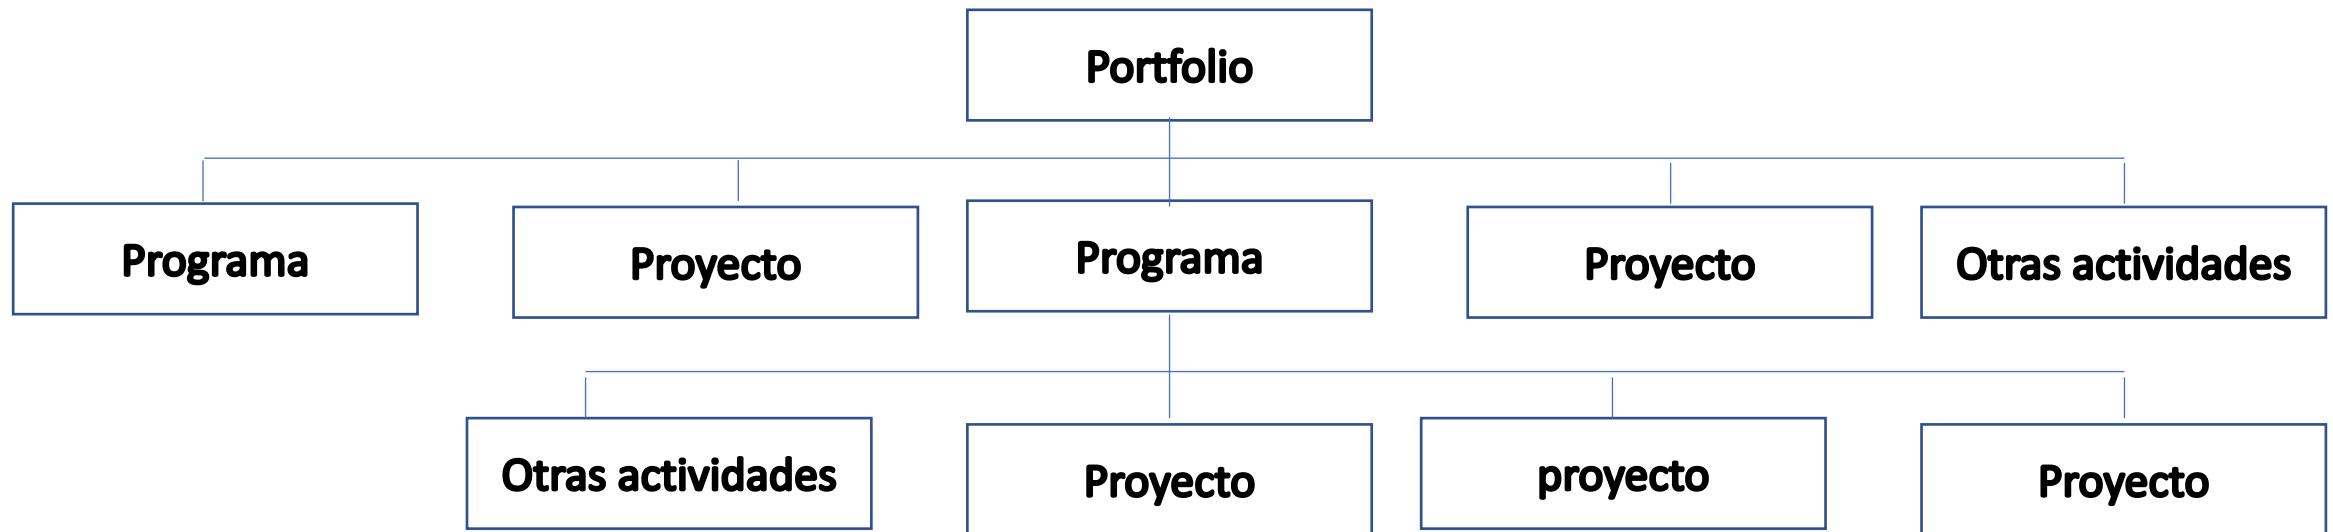 Portfolio
Programa
Proyecto
Programa
Proyecto
Otras actividades
Otras actividades
Proyecto
proyecto
Proyecto